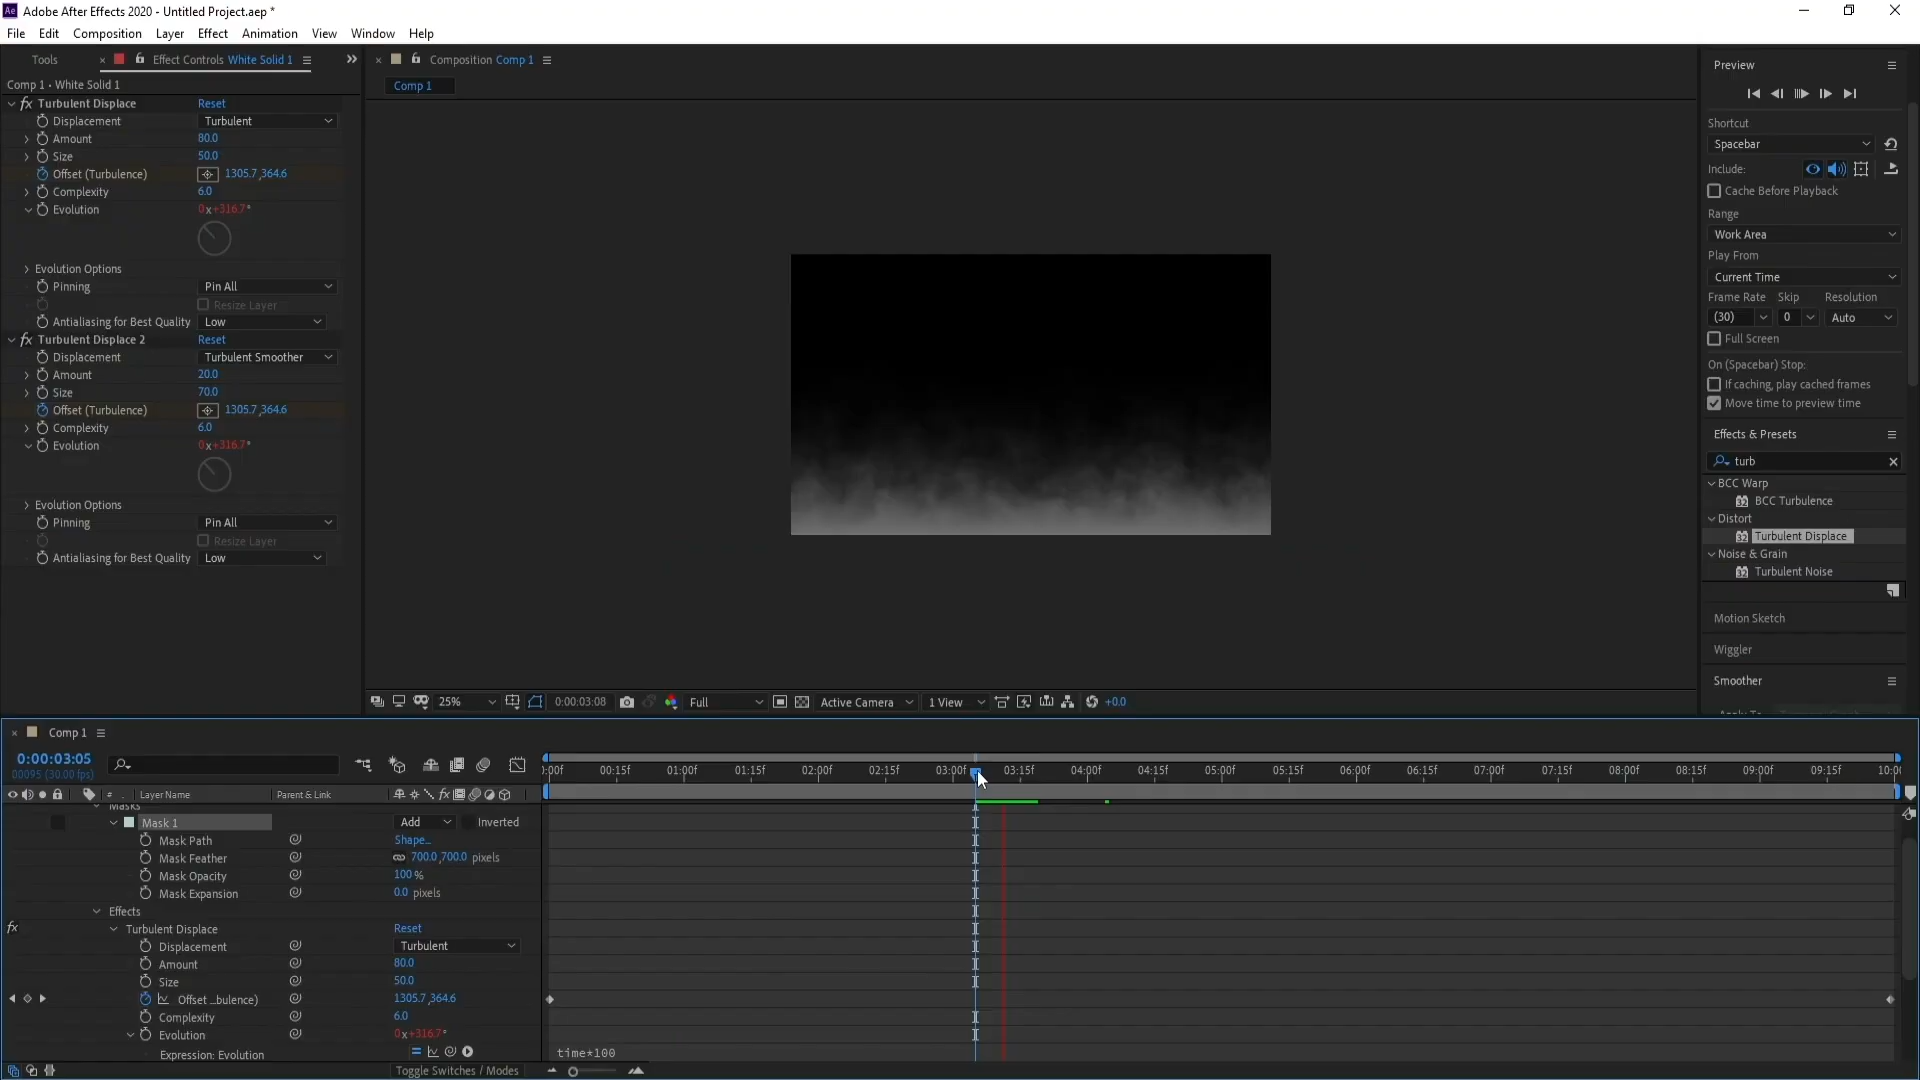 Adobe After Effects 2020 - Untitled Project.aep *
File Edit Composition Layer Effect Animation View Window Help
Tools
Effect Controls White Solid 1
Comp 1 • White Solid 1
fx Turbulent Displace Reset
Displacement Turbulent
Amount 80.0
Size 50.0
Offset (Turbulence) 1305.7,364.6
Complexity 6.0
Evolution 0x+316.7°
Evolution Options
Pinning Pin All
Resize Layer
Antialiasing for Best Quality Low
fx Turbulent Displace 2 Reset
Displacement Turbulent Smoother
Amount 20.0
Size 70.0
Offset (Turbulence) 1305.7,364.6
Complexity 6.0
Evolution 0x+316.7°
Evolution Options
Pinning Pin All
Resize Layer
Antialiasing for Best Quality Low
Composition Comp 1
Comp 1
25% 0:00:03:08 Full Active Camera 1 View +0.0
Preview
Shortcut
Spacebar
Include:
Cache Before Playback
Range
Work Area
Play From
Current Time
Frame Rate Skip Resolution
(30) 0 Auto
Full Screen
On (Spacebar) Stop:
If caching, play cached frames
Move time to preview time
Effects & Presets
turb
BCC Warp
32 BCC Turbulence
Distort
32 Turbulent Displace
Noise & Grain
32 Turbulent Noise
Motion Sketch
Wiggler
Smoother
Comp 1
0:00:03:05
00095 (30.00 fps)
:00f 00:15f 01:00f 01:15f 02:00f 02:15f 03:00f 03:15f 04:00f 04:15f 05:00f 05:15f 06:00f 06:15f 07:00f 07:15f 08:00f 08:15f 09:00f 09:15f 10:0
# Layer Name Parent & Link
Masks
Mask 1 Add Inverted
Mask Path Shape...
Mask Feather 700.0,700.0 pixels
Mask Opacity 100 %
Mask Expansion 0.0 pixels
Effects
fx Turbulent Displace Reset
Displacement Turbulent
Amount 80.0
Size 50.0
Offset ...bulence) 1305.7,364.6
Complexity 6.0
Evolution 0x+316.7°
Expression: Evolution time*100
Toggle Switches / Modes